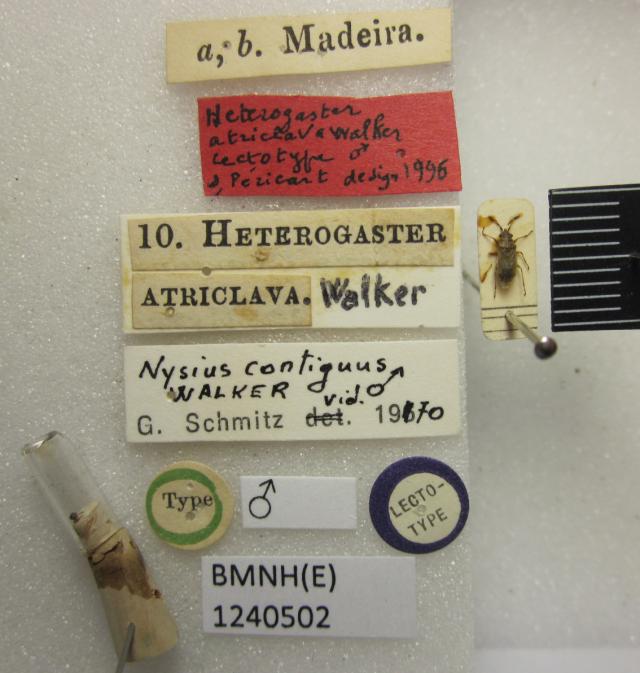 a, b. Madeira.
Heterogaster
atriclava Walker
Lectotype ♂
J. Péricart design 1996
10. HETEROGASTER
ATRICLAVA. Walker
Nysius contiguus ♂
WALKER vid.
G. Schmitz det. 1970
Type
♂
LECTO-
TYPE
BMNH(E)
1240502